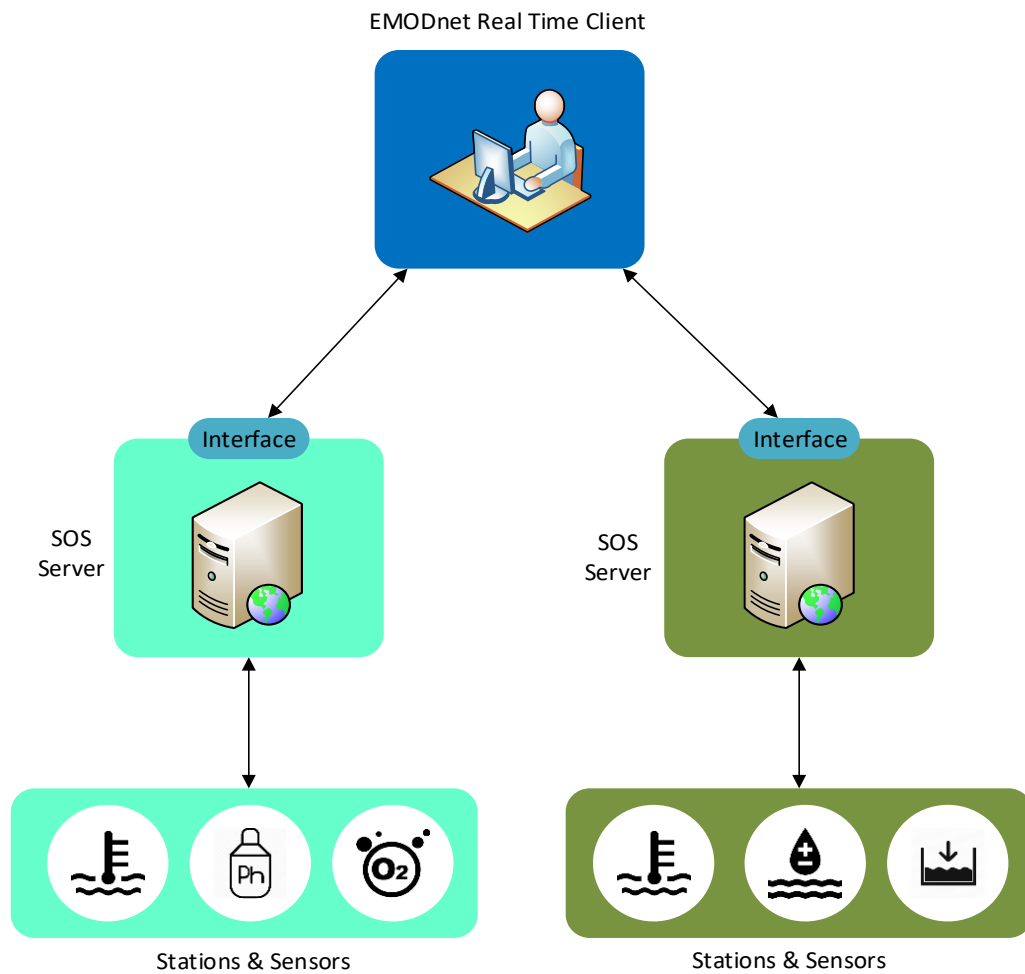 EMODnet Real Time Client
Interface
Interface
SOS
Server
SOS
Server
Ph
O2
Stations & Sensors
Stations & Sensors